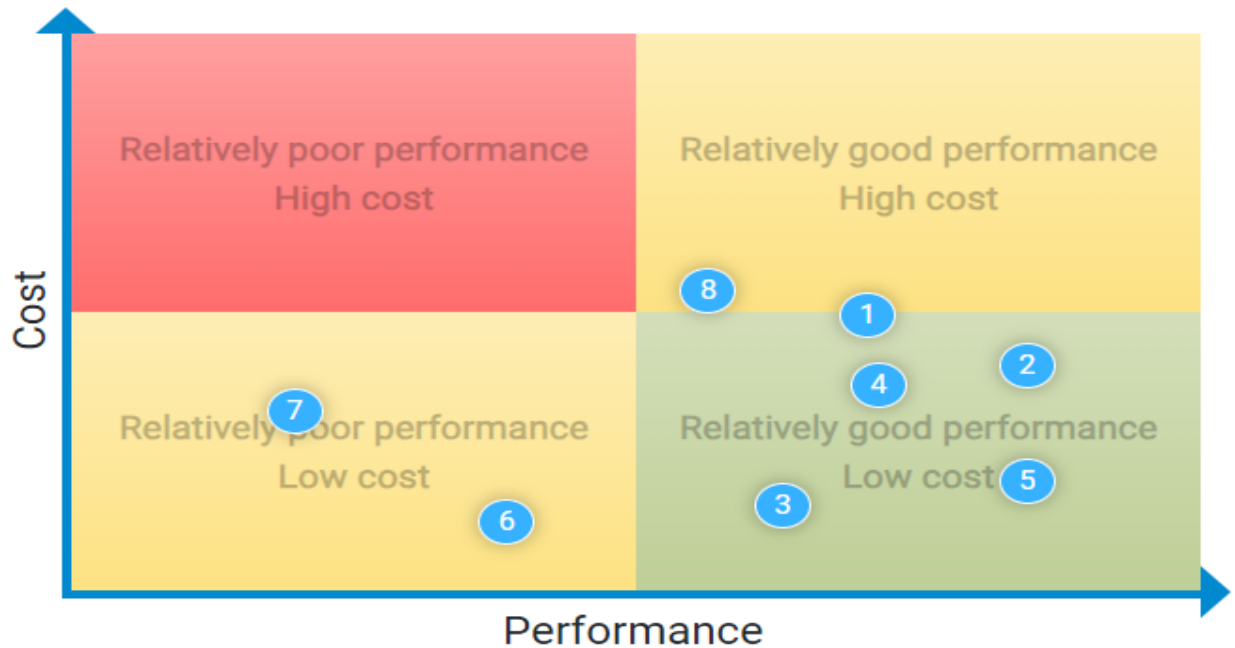 Relatively poor performance
High cost
Relatively good performance
High cost
8
1
2
4
7
Relatively poor performance
Low cost
Relatively good performance
Low cost
5
3
6
Cost
Performance